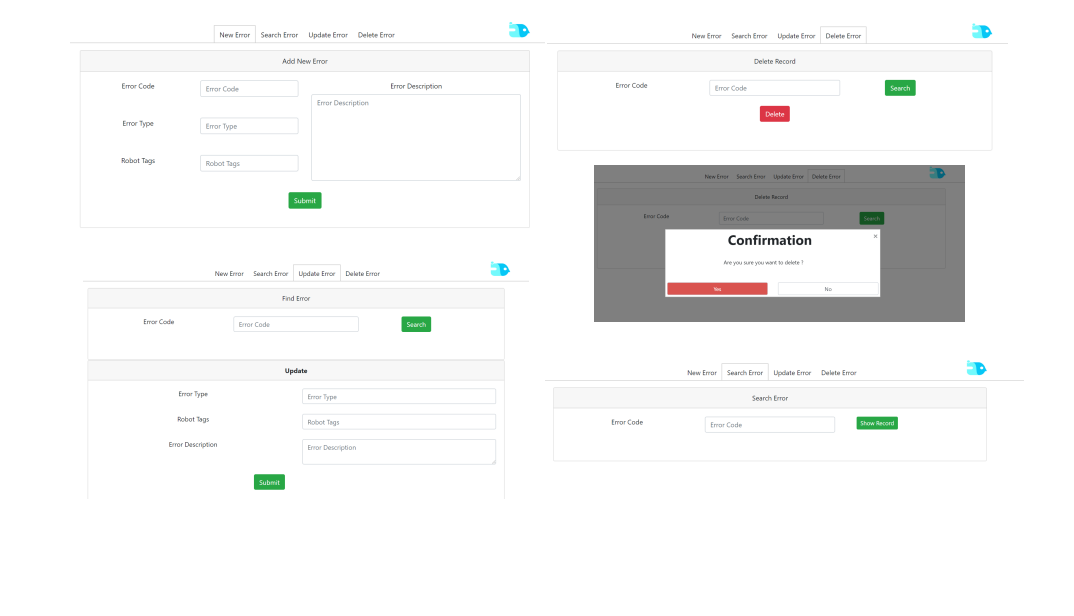 New Error Search Error Update Error Delete Error
Add New Error
Error Code Error Code Error Description
Error Description
Error Type Error Type
Robot Tags Robot Tags
Submit
New Error Search Error Update Error Delete Error
Find Error
Error Code Error Code Search
Update
Error Type Error Type
Robot Tags Robot Tags
Error Description Error Description
Submit
New Error Search Error Update Error Delete Error
Delete Record
Error Code Error Code Search
Delete
New Error Search Error Update Error Delete Error
Delete Record
Error Code Error Code Search
Confirmation ×
Are you sure you want to delete ?
Yes No
New Error Search Error Update Error Delete Error
Search Error
Error Code Error Code Show Record